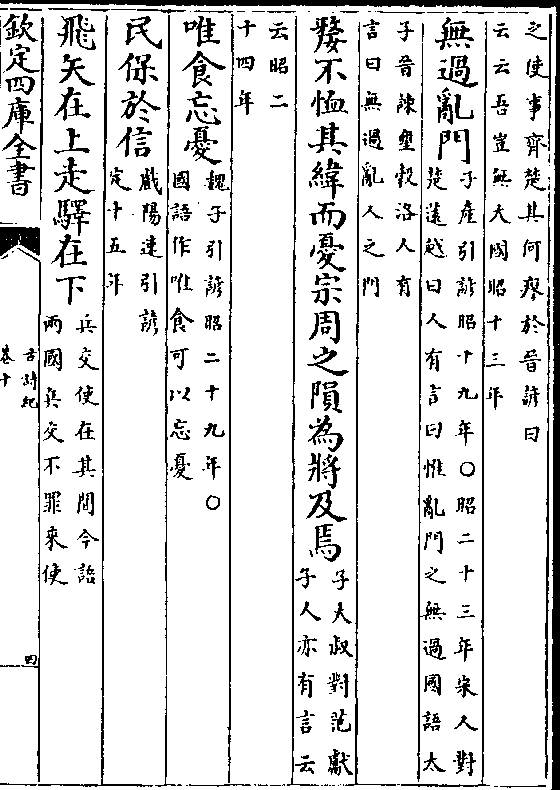 之使事齊楚其何瘳於晉諺曰
云云吾豈無大國昭十三年
無過亂門
子產引諺昭十九年○昭二十三年宋人對
楚薳越曰人有言曰惟亂門之無過國語太
子晉諫壅穀洛人有
言曰無過亂人之門
嫠不恤其緯而憂宗周之隕為將及焉
子大叔對范獻
子人亦有言云
云昭二
十四年
唯食忘憂
魏子引諺昭二十九年○
國語作唯食可以忘憂
民保於信
戲陽速引諺
定十五年
飛矢在上走驛在下
兵交使在其間今語
兩國兵交不罪來使
欽定四庫全書
古詩紀
卷十
四